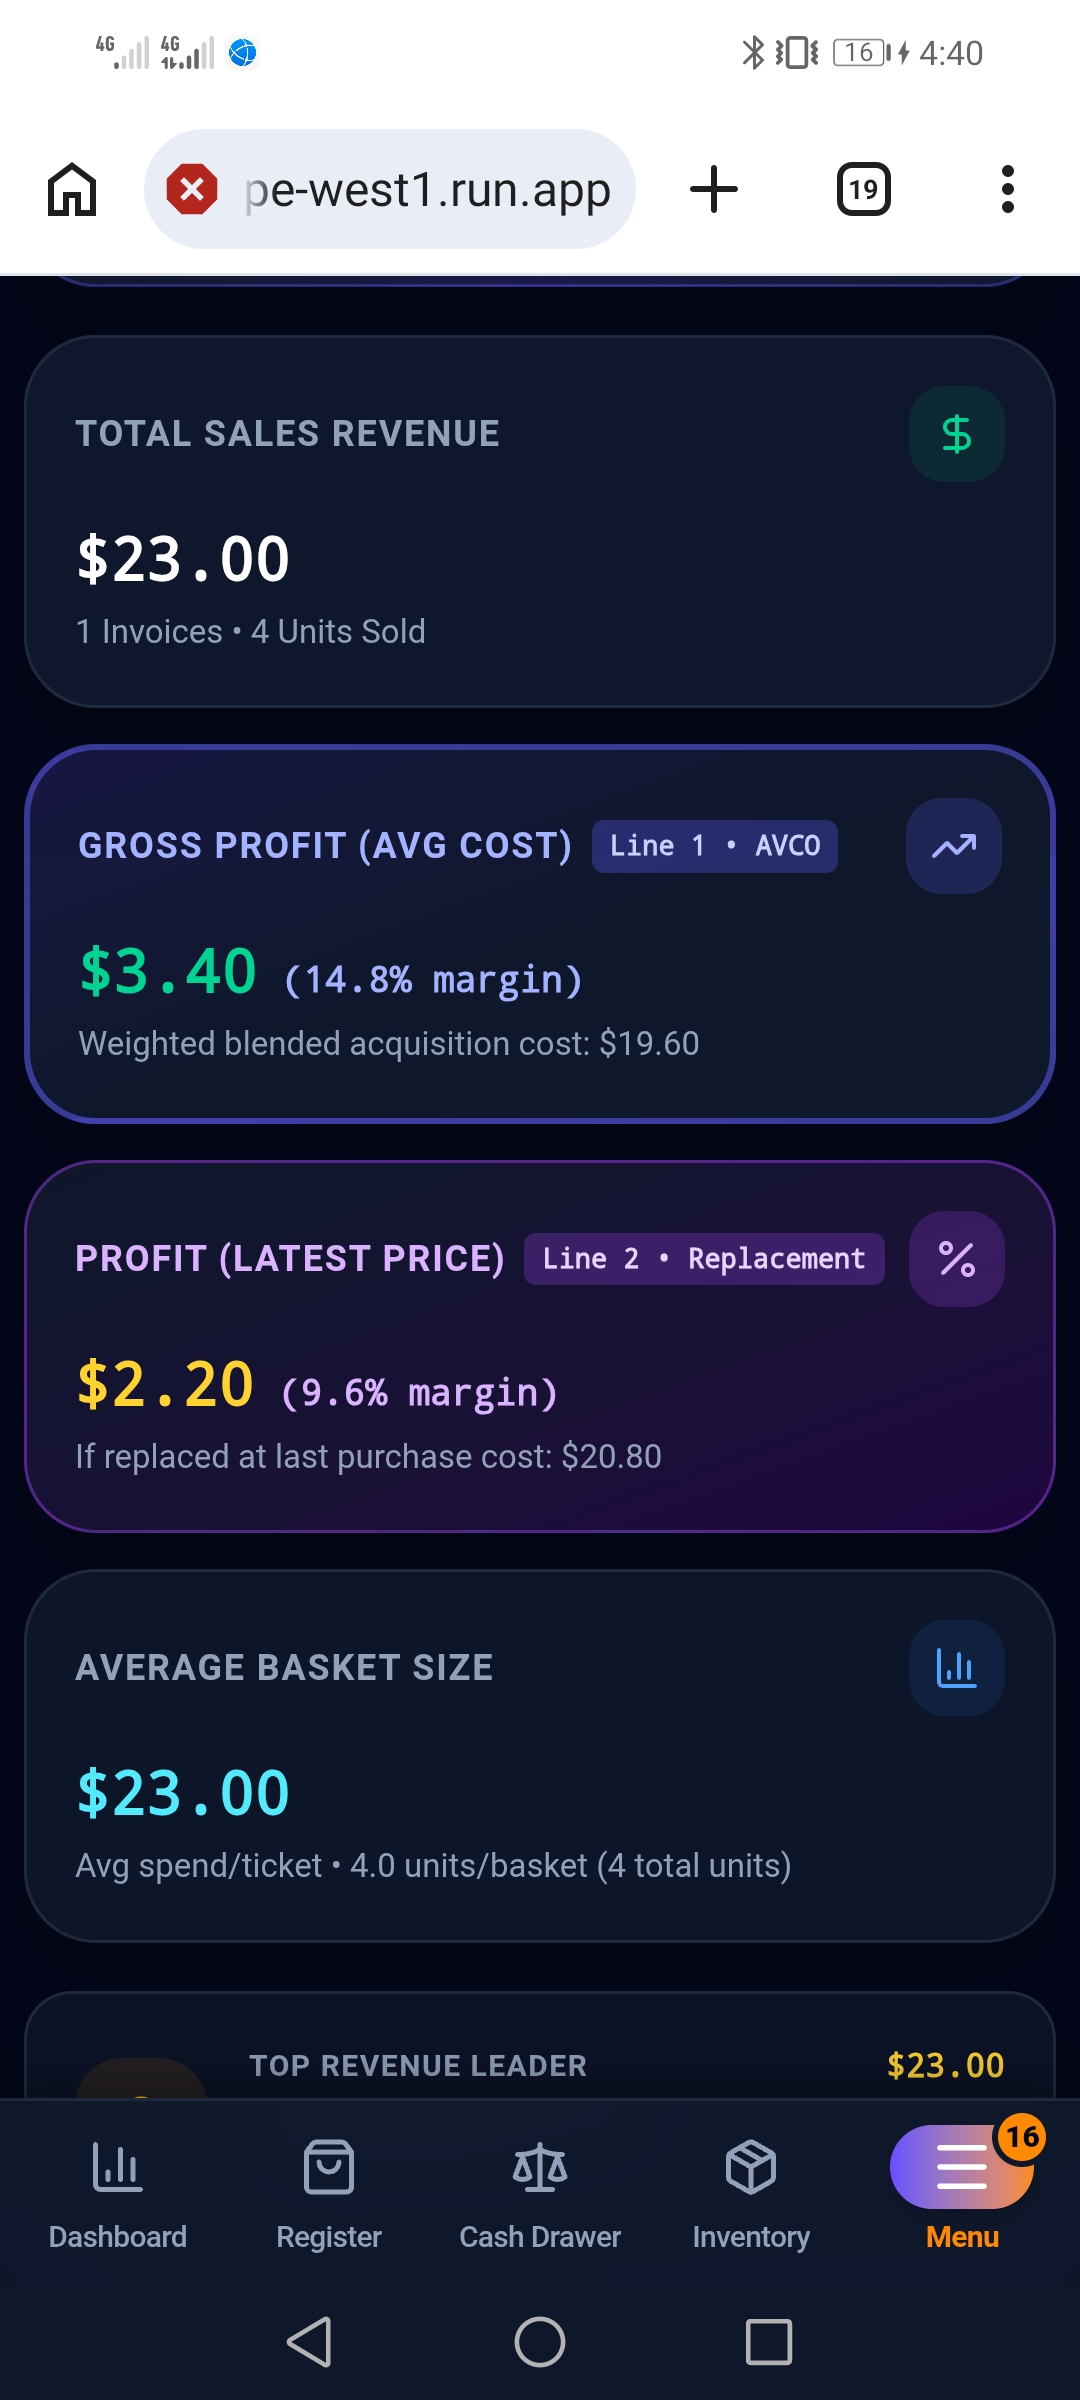 4G 4G 16 4:40
pe-west1.run.app 19
TOTAL SALES REVENUE
$
$23.00
1 Invoices • 4 Units Sold
GROSS PROFIT (AVG COST) Line 1 • AVCO
$3.40 (14.8% margin)
Weighted blended acquisition cost: $19.60
PROFIT (LATEST PRICE) Line 2 • Replacement %
$2.20 (9.6% margin)
If replaced at last purchase cost: $20.80
AVERAGE BASKET SIZE
$23.00
Avg spend/ticket • 4.0 units/basket (4 total units)
TOP REVENUE LEADER $23.00
16
Dashboard Register Cash Drawer Inventory Menu